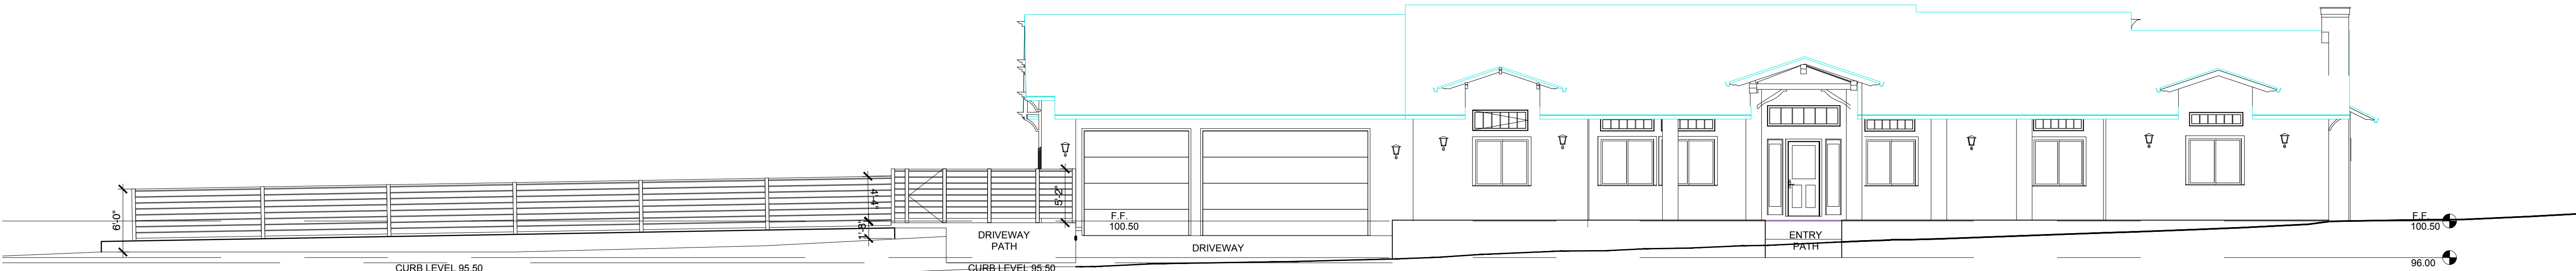 6'-0"
4'-4"
1'-8"
5'-2"
F.F.
100.50
DRIVEWAY
PATH
DRIVEWAY
ENTRY
PATH
F.F.
100.50
CURB LEVEL 95.50
CURB LEVEL 95.50
96.00